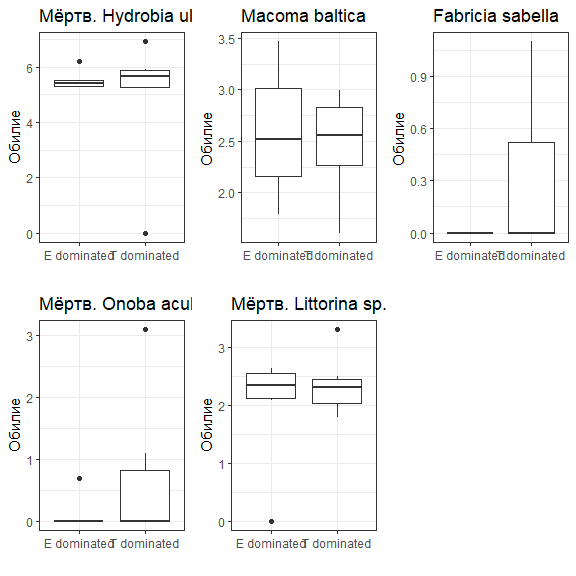 Мёртв. Hydrobia ul
Обилие
6
4
2
0
E dominated
T dominated
Macoma baltica
Обилие
3.5
3.0
2.5
2.0
E dominated
T dominated
Fabricia sabella
Обилие
0.9
0.6
0.3
0.0
E dominated
T dominated
Мёртв. Onoba acul
Обилие
3
2
1
0
E dominated
T dominated
Мёртв. Littorina sp.
Обилие
3
2
1
0
E dominated
T dominated